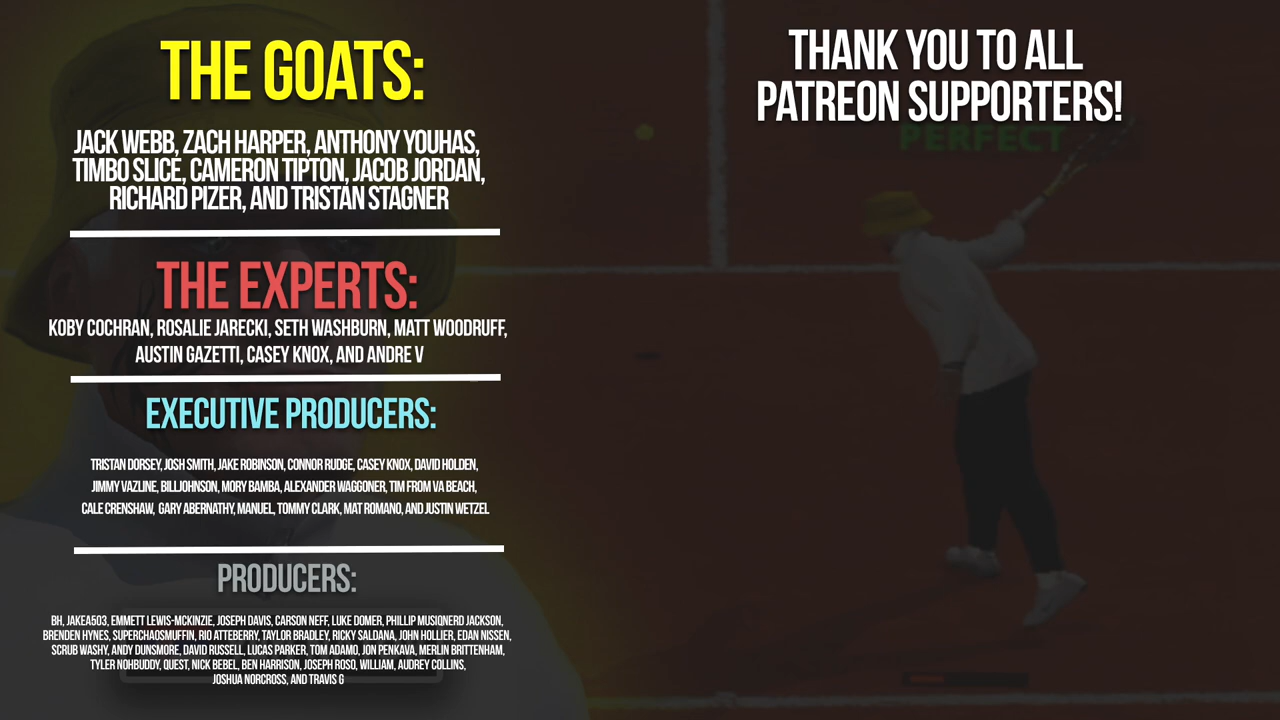 THE GOATS:
JACK WEBB, ZACH HARPER, ANTHONY YOUHAS,
TIMBO SLICE, CAMERON TIPTON, JACOB JORDAN,
RICHARD PIZER, AND TRISTAN STAGNER
THE EXPERTS:
KOBY COCHRAN, ROSALIE JARECKI, SETH WASHBURN, MATT WOODRUFF,
AUSTIN GAZETTI, CASEY KNOX, AND ANDRE V
EXECUTIVE PRODUCERS:
TRISTAN DORSEY, JOSH SMITH, JAKE ROBINSON, CONNOR RUDGE, CASEY KNOX, DAVID HOLDEN,
JIMMY VAZLINE, BILLJOHNSON, MORY BAMBA, ALEXANDER WAGGONER, TIM FROM VA BEACH,
CALE CRENSHAW, GARY ABERNATHY, MANUEL, TOMMY CLARK, MAT ROMANO, AND JUSTIN WETZEL
PRODUCERS:
BH, JAKEA503, EMMETT LEWIS-MCKINZIE, JOSEPH DAVIS, CARSON NEFF, LUKE DOMER, PHILLIP MUSIQNERD JACKSON,
BRENDEN HYNES, SUPERCHAOSMUFFIN, RIO ATTEBERRY, TAYLOR BRADLEY, RICKY SALDANA, JOHN HOLLIER, EDAN NISSEN,
SCRUB WASHY, ANDY DUNSMORE, DAVID RUSSELL, LUCAS PARKER, TOM ADAMO, JON PENKAVA, MERLIN BRITTENHAM,
TYLER NOHBUDDY, QUEST, NICK BEBEL, BEN HARRISON, JOSEPH ROSO, WILLIAM, AUDREY COLLINS,
JOSHUA NORCROSS, AND TRAVIS G
THANK YOU TO ALL
PATREON SUPPORTERS!
PERFECT